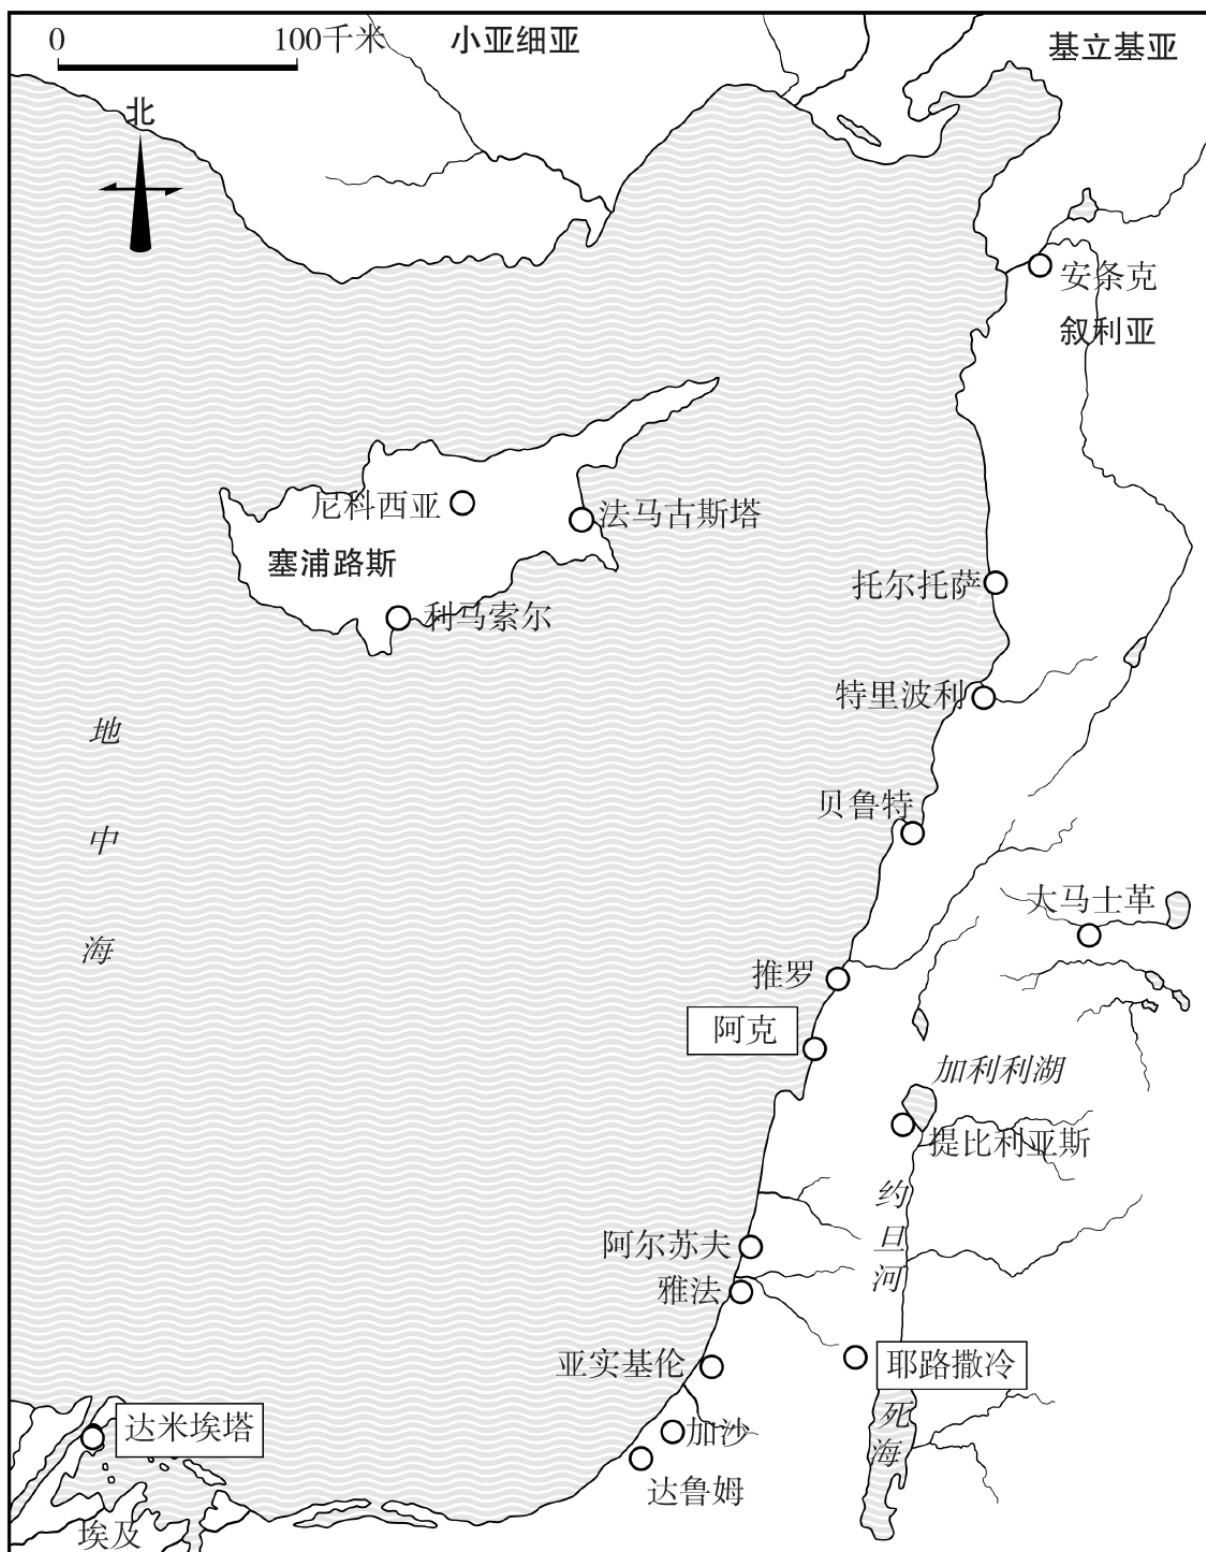 0 100千米
小亚细亚
基立基亚
北
安条克
叙利亚
尼科西亚
法马古斯塔
塞浦路斯
利马索尔
托尔托萨
特里波利
地中海
贝鲁特
大马士革
推罗
阿克
加利利湖
提比利亚斯
约旦河
阿尔苏夫
雅法
亚实基伦
耶路撒冷
死海
达米埃塔
加沙
达鲁姆
埃及